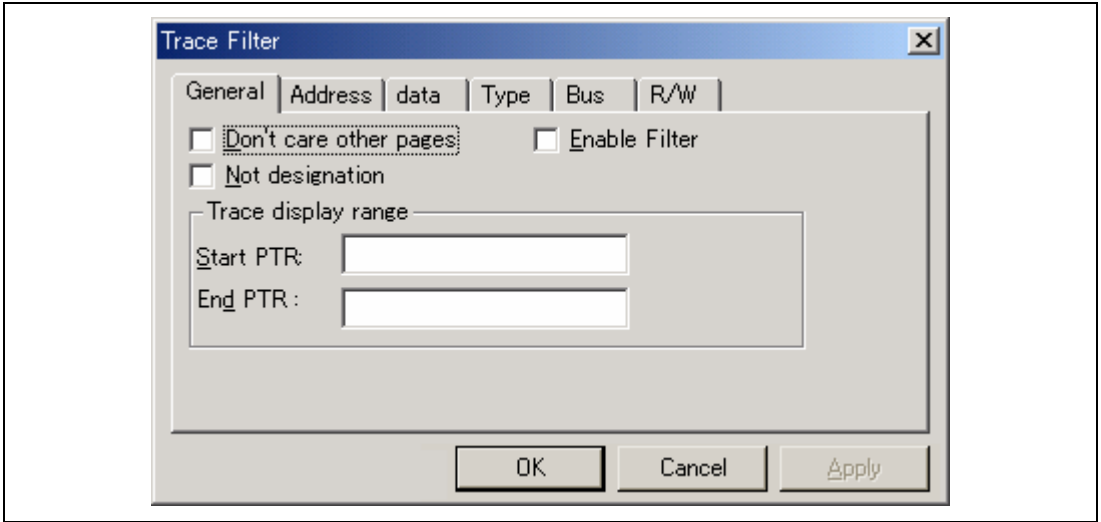 Trace Filter
General Address data Type Bus R/W
Don't care other pages Enable Filter
Not designation
Trace display range
Start PTR:
End PTR :
OK Cancel Apply